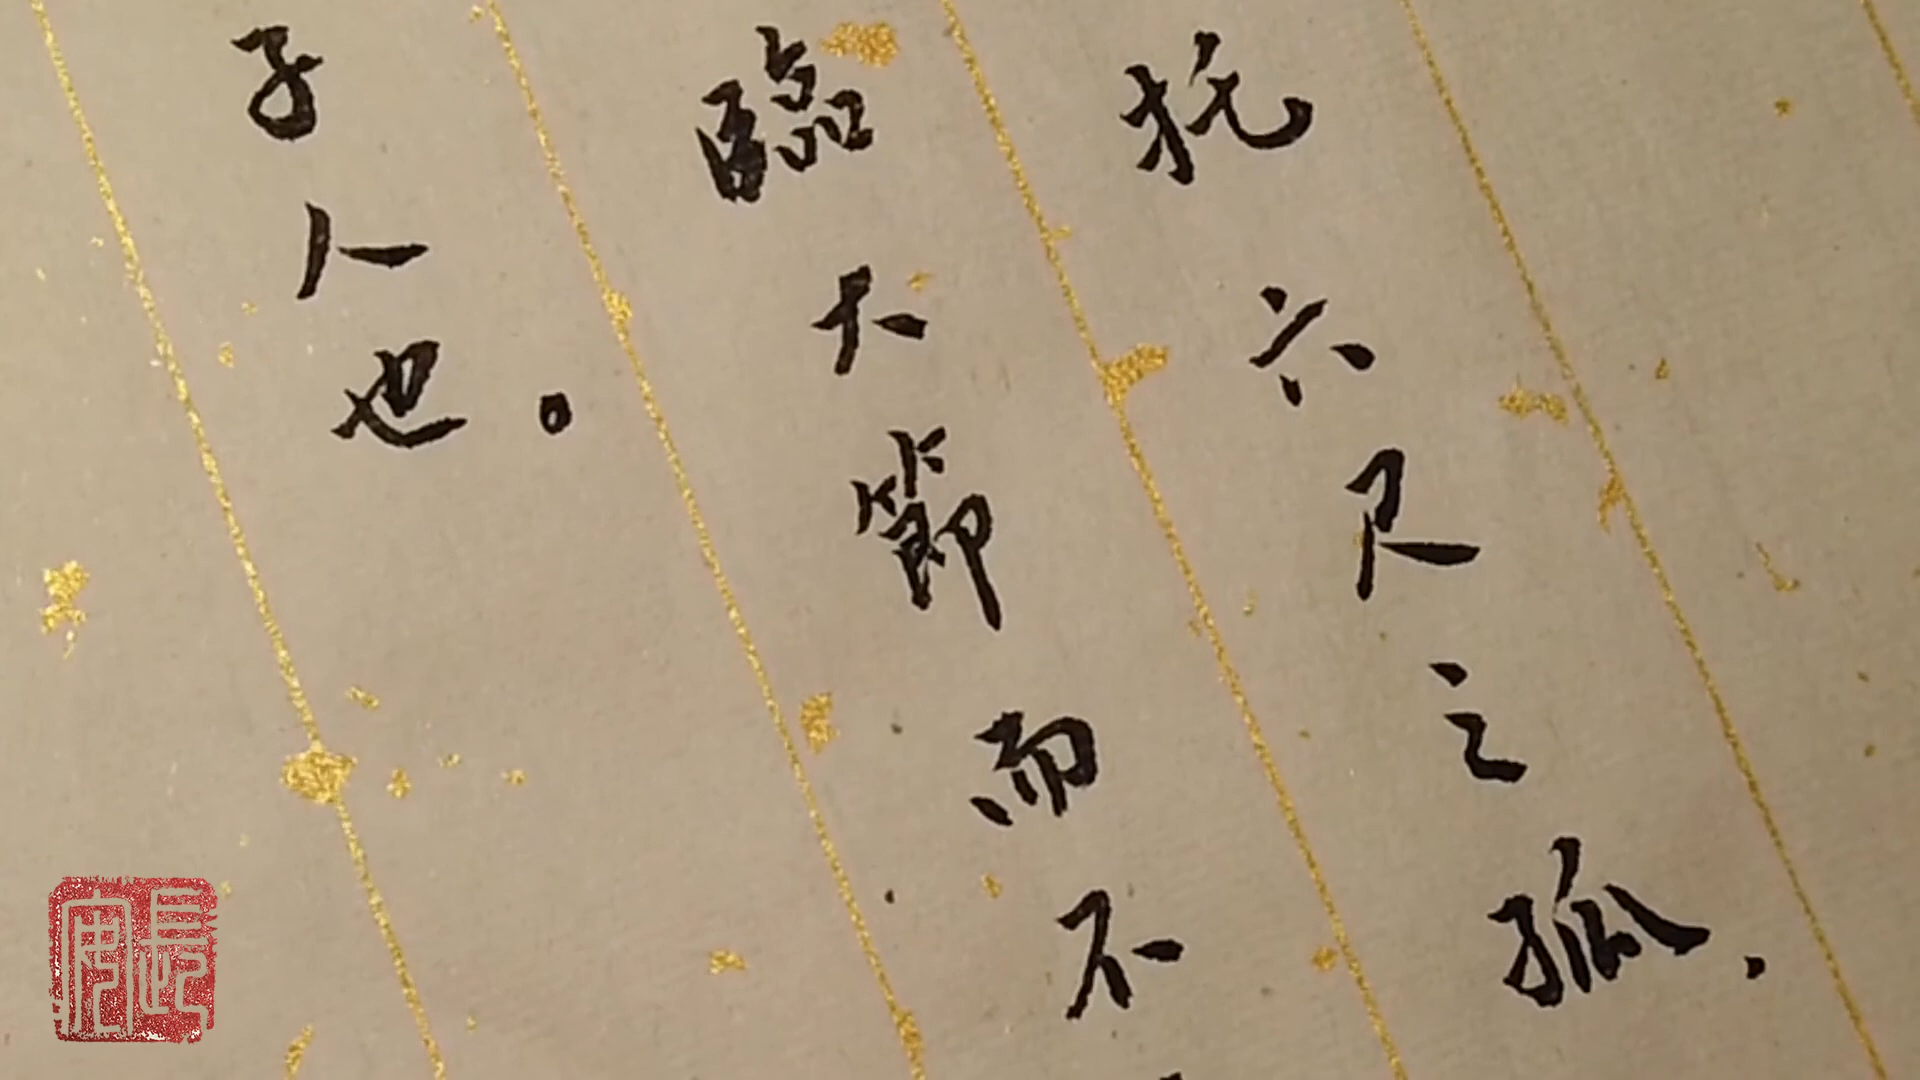 托六尺之孤，
臨大節而不
子人也。